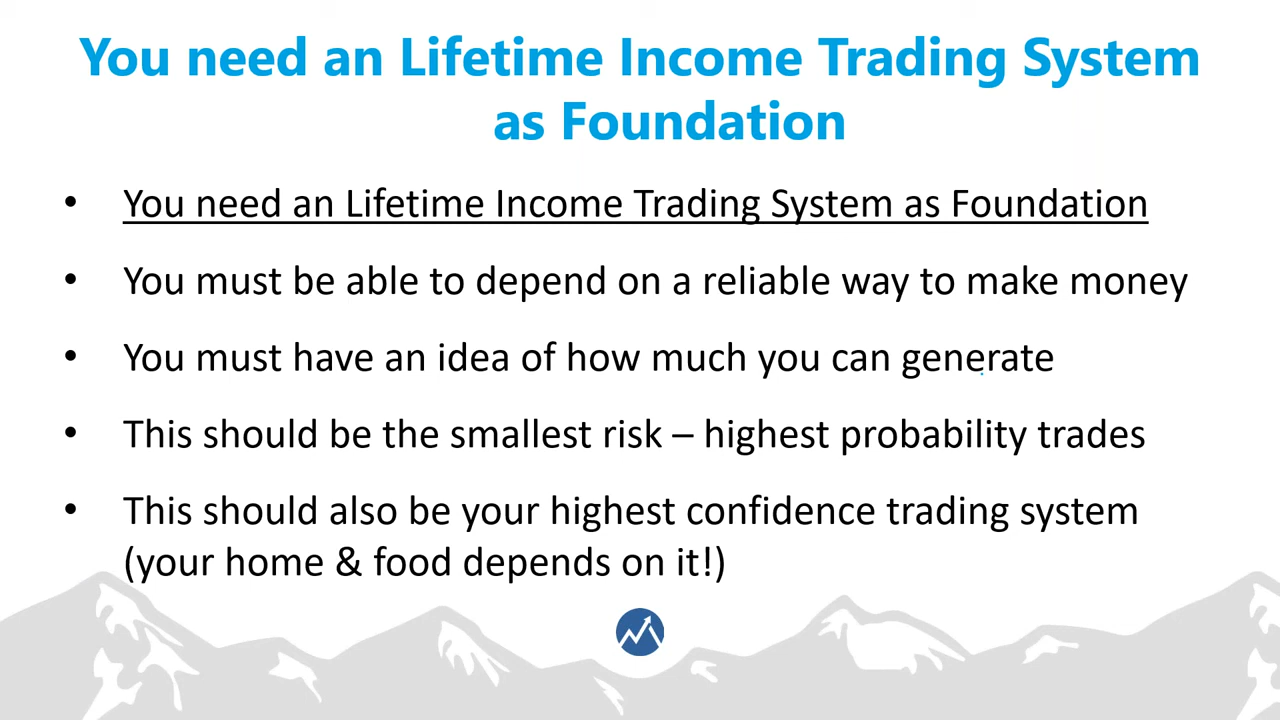 You need an Lifetime Income Trading System
as Foundation
• You need an Lifetime Income Trading System as Foundation
• You must be able to depend on a reliable way to make money
• You must have an idea of how much you can generate
• This should be the smallest risk – highest probability trades
• This should also be your highest confidence trading system
(your home & food depends on it!)